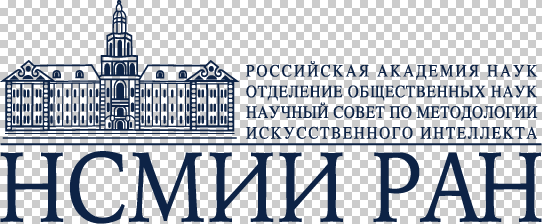 РОССИЙСКАЯ АКАДЕМИЯ НАУК
ОТДЕЛЕНИЕ ОБЩЕСТВЕННЫХ НАУК
НАУЧНЫЙ СОВЕТ ПО МЕТОДОЛОГИИ
ИСКУССТВЕННОГО ИНТЕЛЛЕКТА
НСМИИ РАН